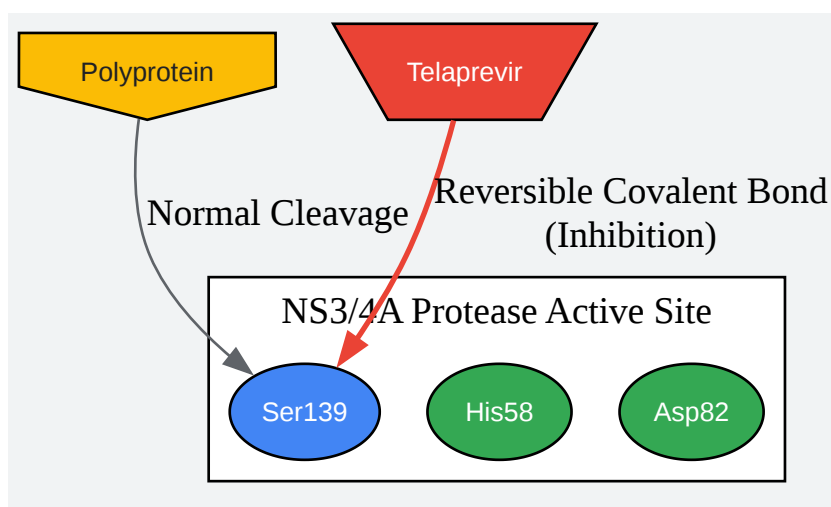 Polyprotein
Telaprevir
Normal Cleavage
Reversible Covalent Bond
(Inhibition)
NS3/4A Protease Active Site
Ser139
His58
Asp82